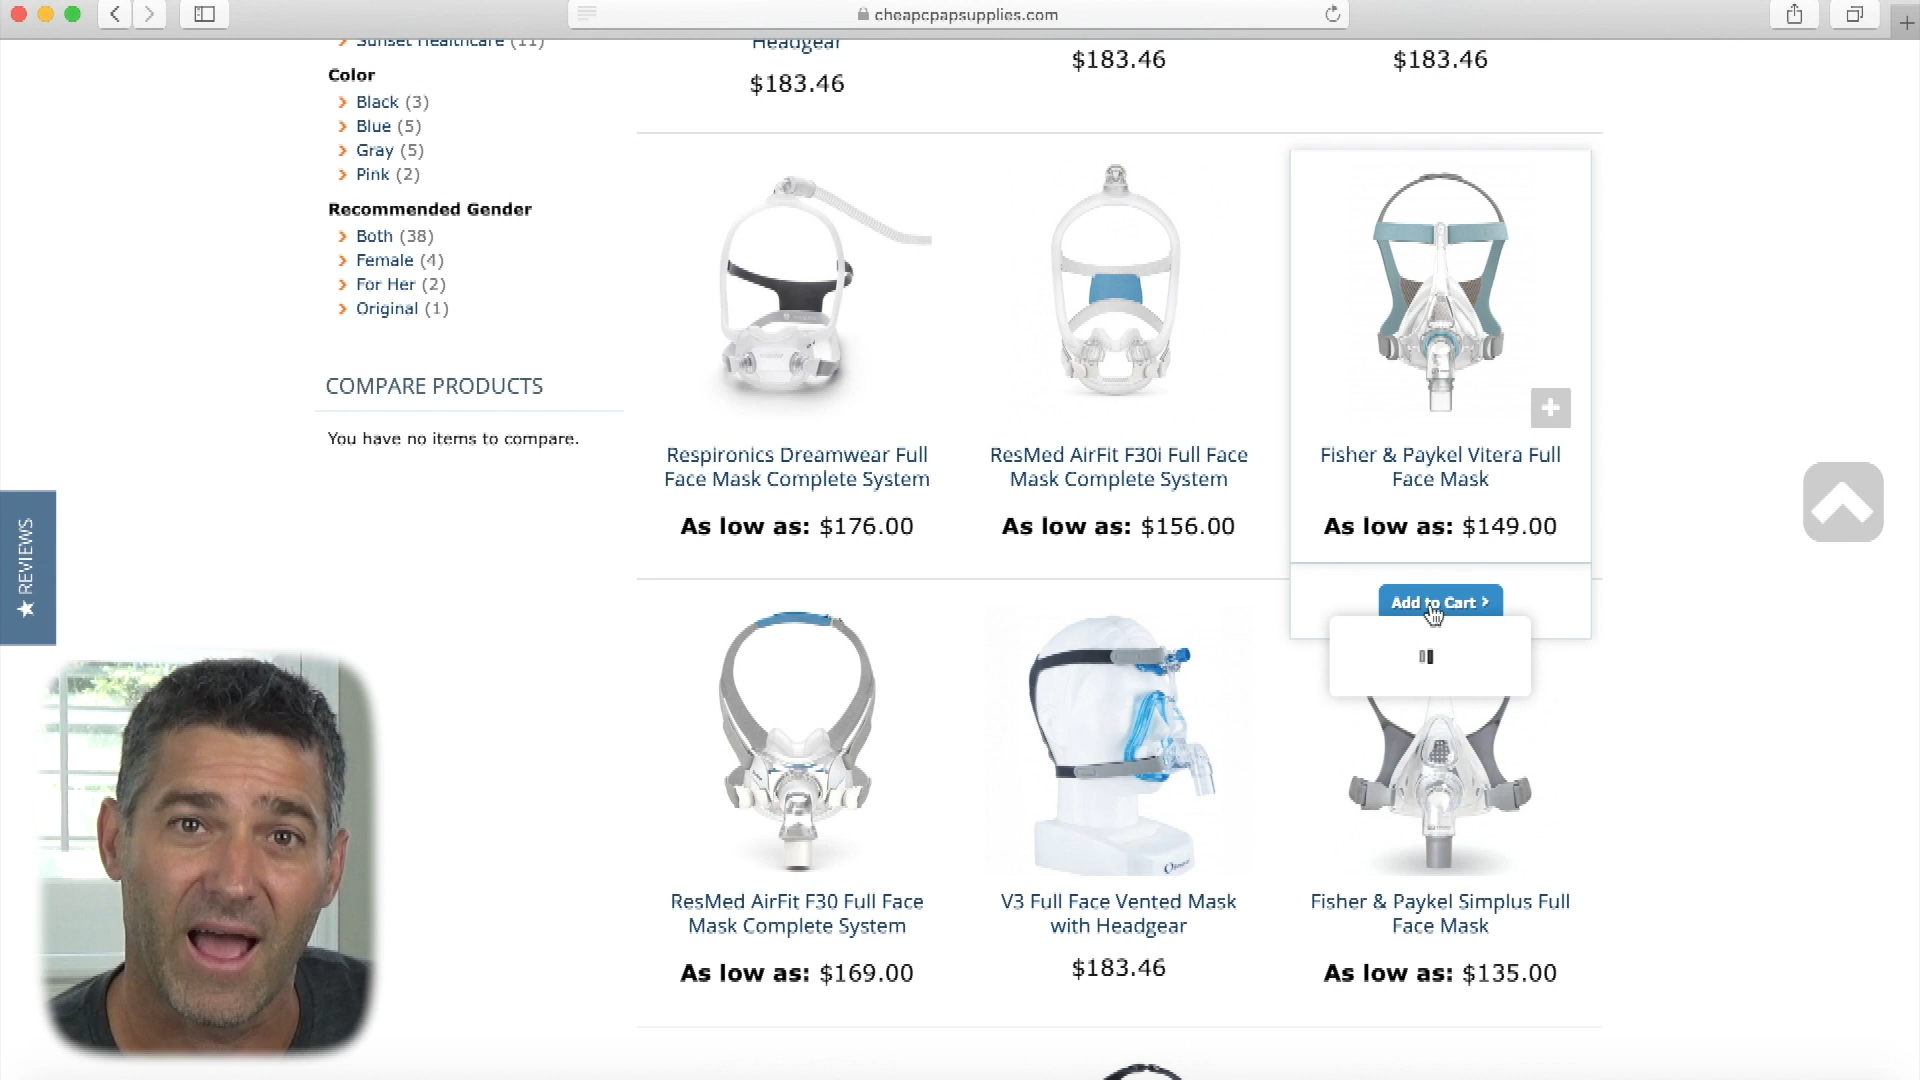 cheapcpapsupplies.com
Sunset Healthcare (11)
Color
Black (3)
Blue (5)
Gray (5)
Pink (2)
Recommended Gender
Both (38)
Female (4)
For Her (2)
Original (1)
COMPARE PRODUCTS
You have no items to compare.
★ REVIEWS
Headgear
$183.46
$183.46
$183.46
Respironics Dreamwear Full
Face Mask Complete System
As low as: $176.00
ResMed AirFit F30i Full Face
Mask Complete System
As low as: $156.00
Fisher & Paykel Vitera Full
Face Mask
As low as: $149.00
Add to Cart
ResMed AirFit F30 Full Face
Mask Complete System
As low as: $169.00
V3 Full Face Vented Mask
with Headgear
$183.46
Fisher & Paykel Simplus Full
Face Mask
As low as: $135.00